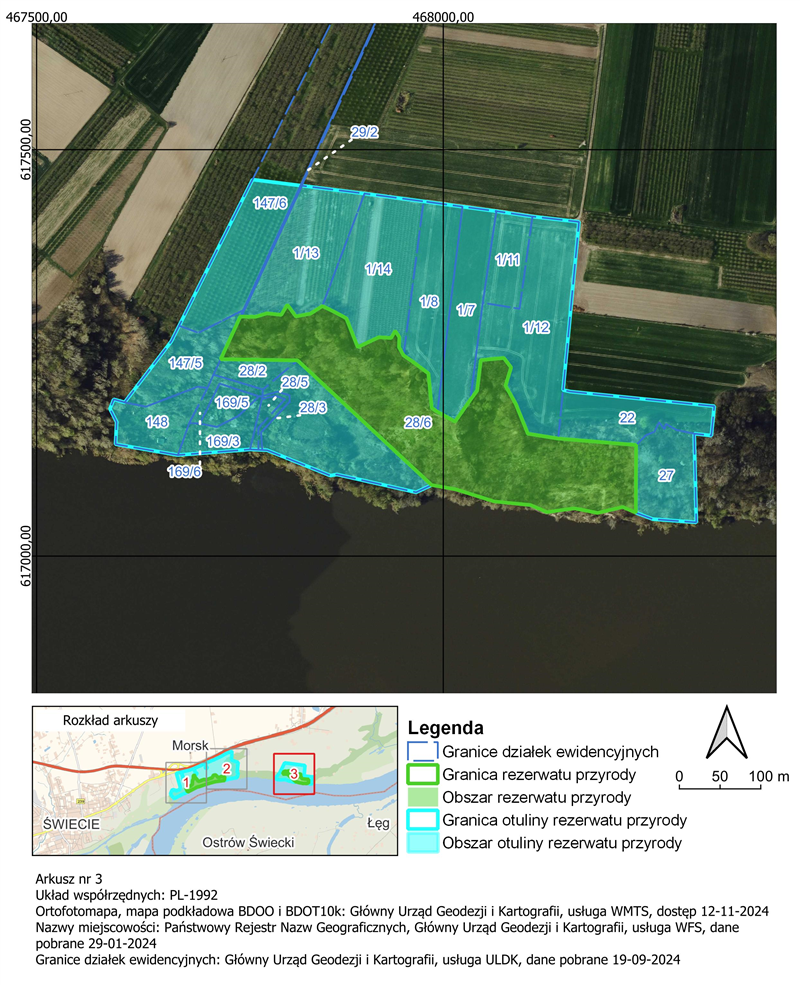 467500,00
468000,00
617500,00
29/2
147/6
1/13
1/14
1/11
1/8
1/7
1/12
147/5
28/2
28/5
169/5
28/3
148
28/6
22
169/3
169/6
27
617000,00
Rozkład arkuszy
Morsk
1
2
3
ŚWIECIE
Łęg
Ostrów Świecki
Legenda
Granice działek ewidencyjnych
Granica rezerwatu przyrody
Obszar rezerwatu przyrody
Granica otuliny rezerwatu przyrody
Obszar otuliny rezerwatu przyrody
0 50 100 m
Arkusz nr 3
Układ współrzędnych: PL-1992
Ortofotomapa, mapa podkładowa BDOO i BDOT10k: Główny Urząd Geodezji i Kartografii, usługa WMTS, dostęp 12-11-2024
Nazwy miejscowości: Państwowy Rejestr Nazw Geograficznych, Główny Urząd Geodezji i Kartografii, usługa WFS, dane
pobrane 29-01-2024
Granice działek ewidencyjnych: Główny Urząd Geodezji i Kartografii, usługa ULDK, dane pobrane 19-09-2024